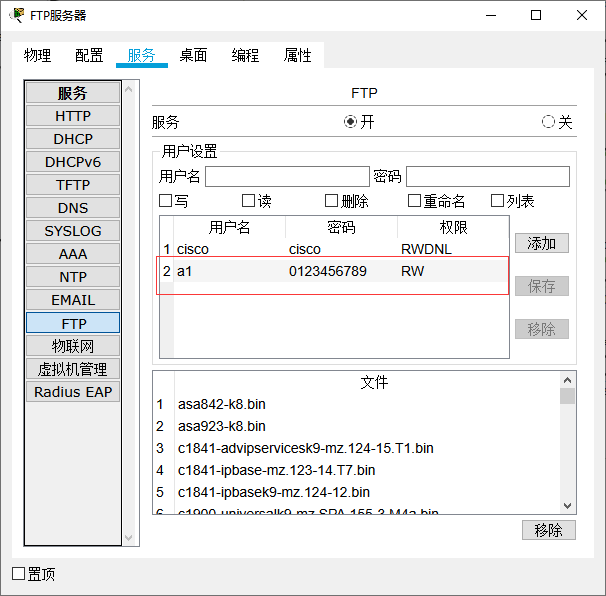 FTP服务器
物理 配置 服务 桌面 编程 属性
服务
HTTP
DHCP
DHCPv6
TFTP
DNS
SYSLOG
AAA
NTP
EMAIL
FTP
物联网
虚拟机管理
Radius EAP
FTP
服务 开 关
用户设置
用户名 密码
写 读 删除 重命名 列表
用户名 密码 权限
1 cisco cisco RWDNL
2 a1 0123456789 RW
添加
保存
移除
文件
1 asa842-k8.bin
2 asa923-k8.bin
3 c1841-advipservicesk9-mz.124-15.T1.bin
4 c1841-ipbase-mz.123-14.T7.bin
5 c1841-ipbasek9-mz.124-12.bin
6 c1900-universalk9-mz.SPA.155-3.M4a.bin
移除
置顶